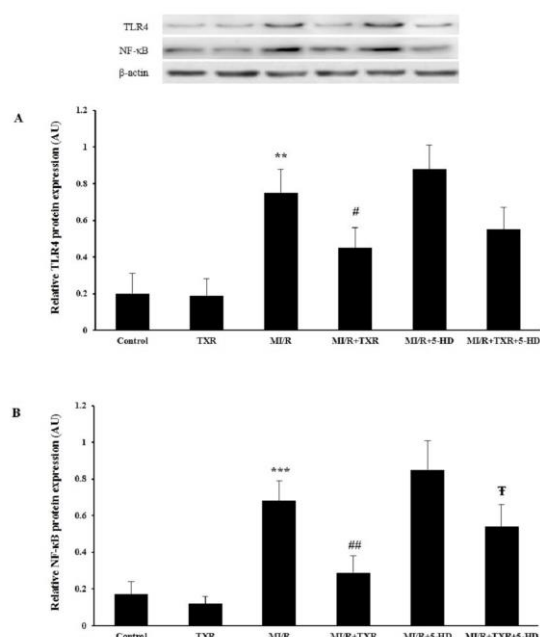 TLR4
NF-κB
β-actin
A
Relative TLR4 protein expression (AU)
1.2
1
0.8
0.6
0.4
0.2
0
**
#
Control TXR MI/R MI/R+TXR MI/R+5-HD MI/R+TXR+5-HD
B
Relative NF-κB protein expression (AU)
1.2
1
0.8
0.6
0.4
0.2
0
***
##
Ŧ
Control TXR MI/R MI/R+TXR MI/R+5-HD MI/R+TXR+5-HD